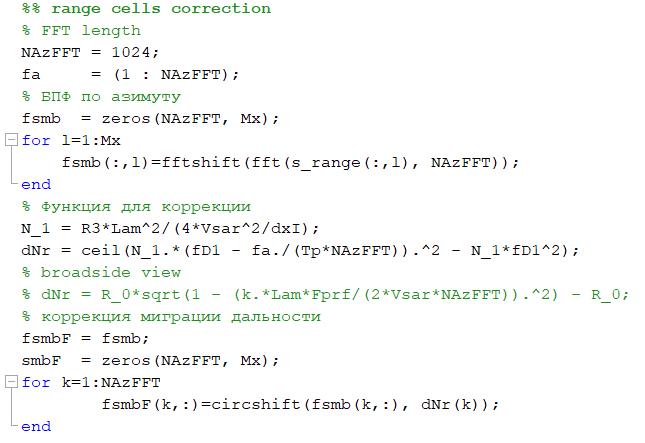 %% range cells correction
% FFT length
NAzFFT = 1024;
fa     = (1 : NAzFFT);
% БПФ по азимуту
fsmb  = zeros(NAzFFT, Mx);
for l=1:Mx
    fsmb(:,l)=fftshift(fft(s_range(:,l), NAzFFT));
end
% Функция для коррекции
N_1 = R3*Lam^2/(4*Vsar^2/dxI);
dNr = ceil(N_1.*(fD1 - fa./(Tp*NAzFFT)).^2 - N_1*fD1^2);
% broadside view
% dNr = R_0*sqrt(1 - (k.*Lam*Fprf/(2*Vsar*NAzFFT)).^2) - R_0;
% коррекция миграции дальности
fsmbF = fsmb;
smbF  = zeros(NAzFFT, Mx);
for k=1:NAzFFT
        fsmbF(k,:)=circshift(fsmb(k,:), dNr(k));
end